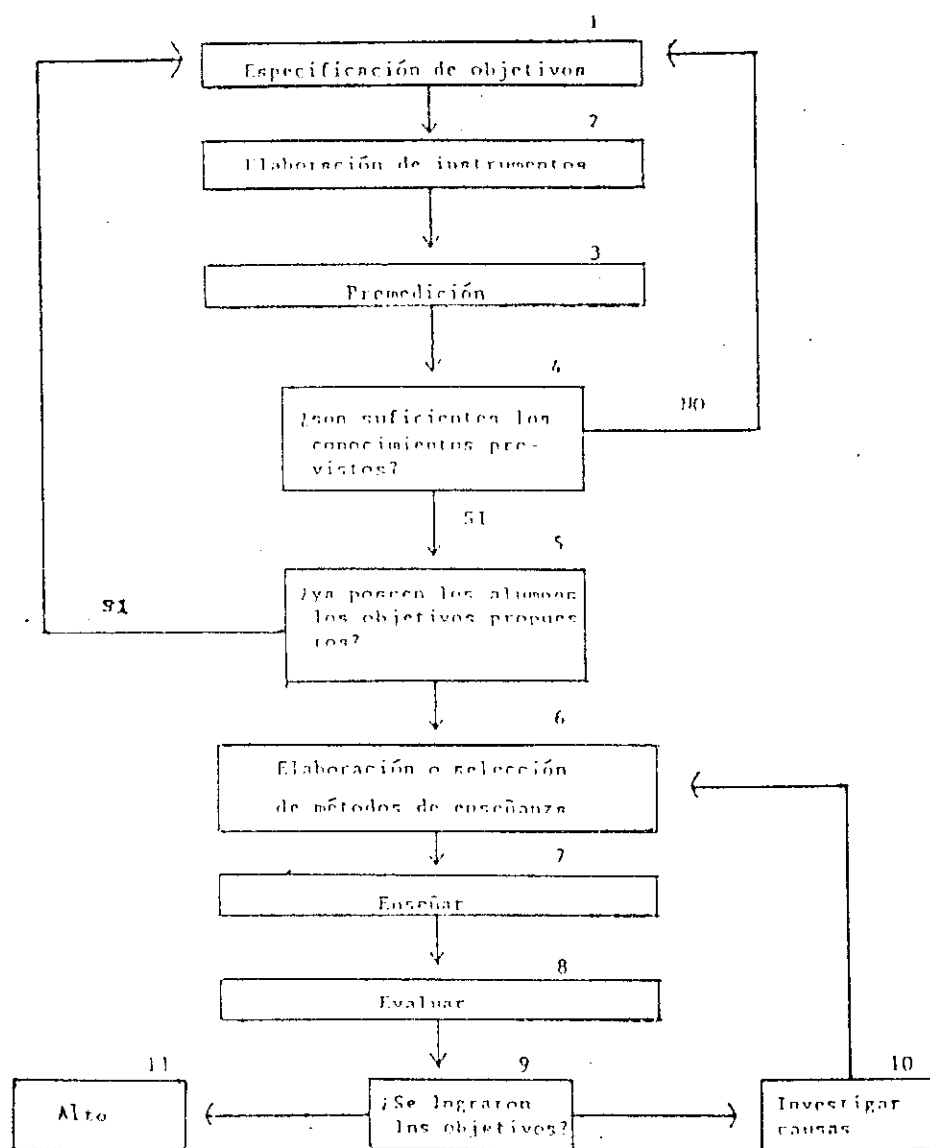 1
Especificación de objetivos
2
Elaboración de instrumentos
3
Premedición
4
¿son suficientes los
conocimientos pre-
vistos?
NO
SI
5
¿ya poseen los alumnos
los objetivos propues
tos?
SI
6
Elaboración o selección
de métodos de enseñanza
7
Enseñar
8
Evaluar
11
9
10
Alto
¿Se lograron
los objetivos?
Investigar
causas